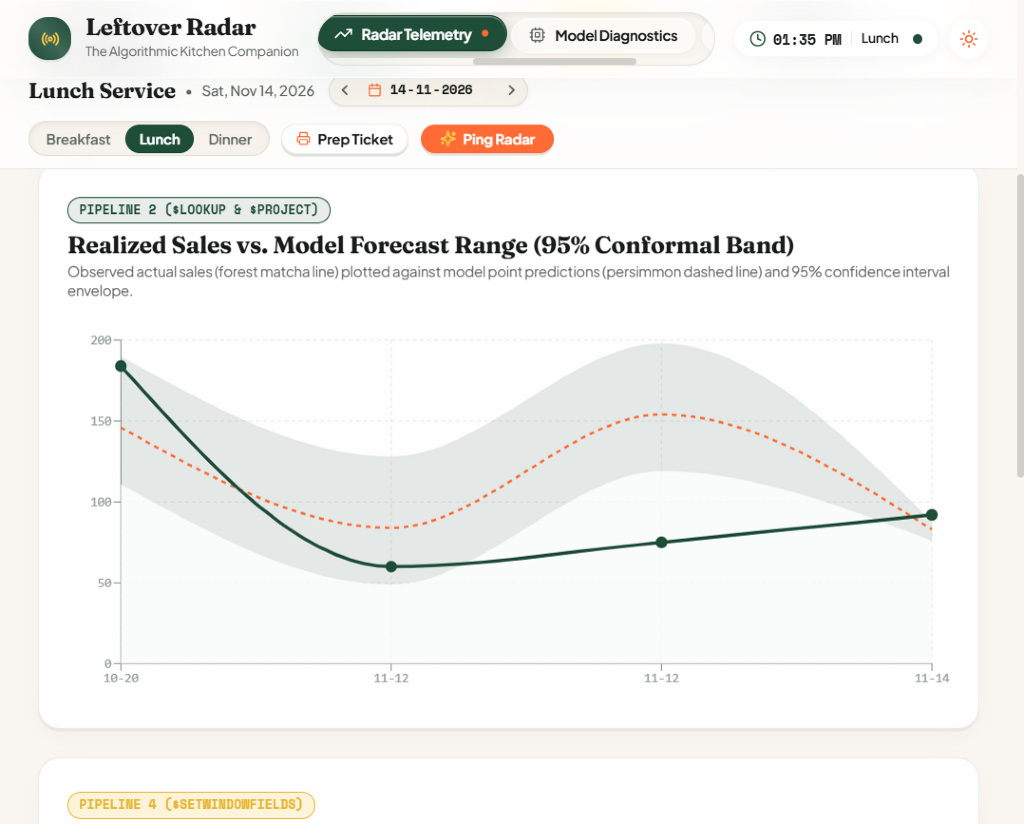 Leftover Radar
The Algorithmic Kitchen Companion
Radar Telemetry
Model Diagnostics
01:35 PM
Lunch
Lunch Service • Sat, Nov 14, 2026
14-11-2026
Breakfast
Lunch
Dinner
Prep Ticket
Ping Radar
PIPELINE 2 ($LOOKUP & $PROJECT)
Realized Sales vs. Model Forecast Range (95% Conformal Band)
Observed actual sales (forest matcha line) plotted against model point predictions (persimmon dashed line) and 95% confidence interval
envelope.
200
150
100
50
0
10-20
11-12
11-12
11-14
PIPELINE 4 ($SETWINDOWFIELDS)